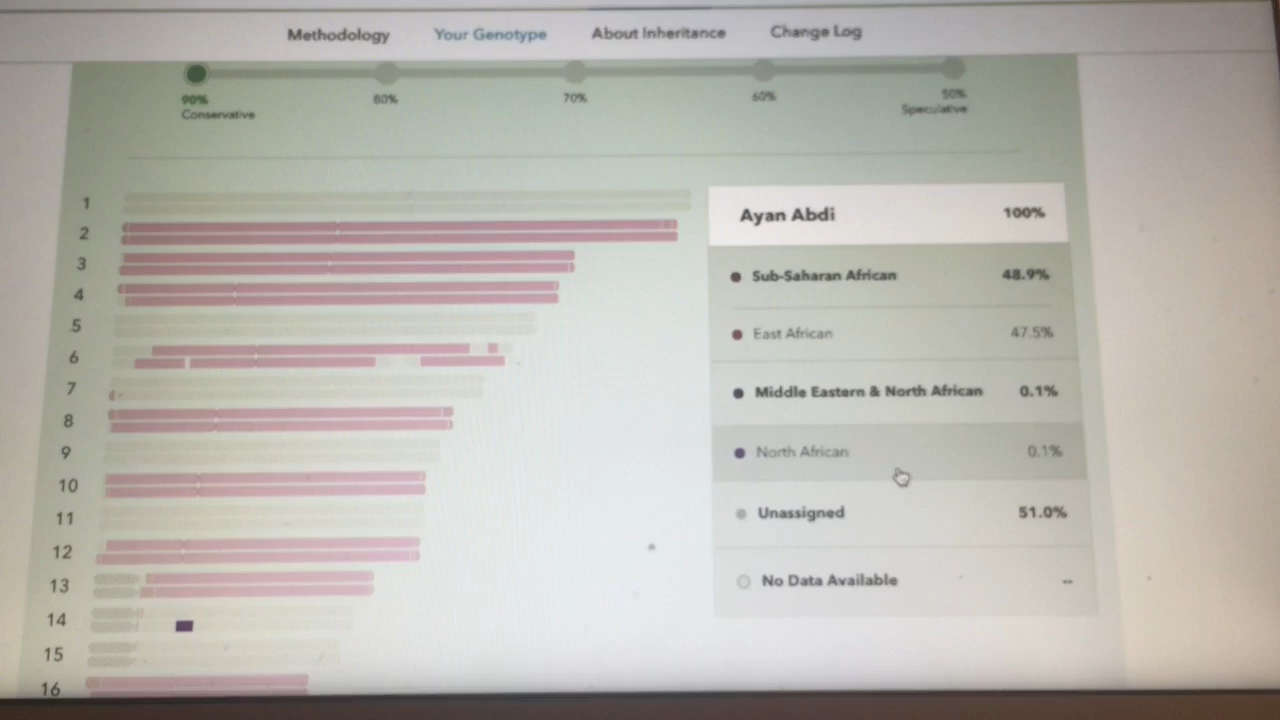 Methodology Your Genotype About Inheritance Change Log
90% 80% 70% 60% 50%
Conservative Speculative
1
2
3
4
5
6
7
8
9
10
11
12
13
14
15
16
Ayan Abdi 100%
Sub-Saharan African 48.9%
East African 47.5%
Middle Eastern & North African 0.1%
North African 0.1%
Unassigned 51.0%
No Data Available --